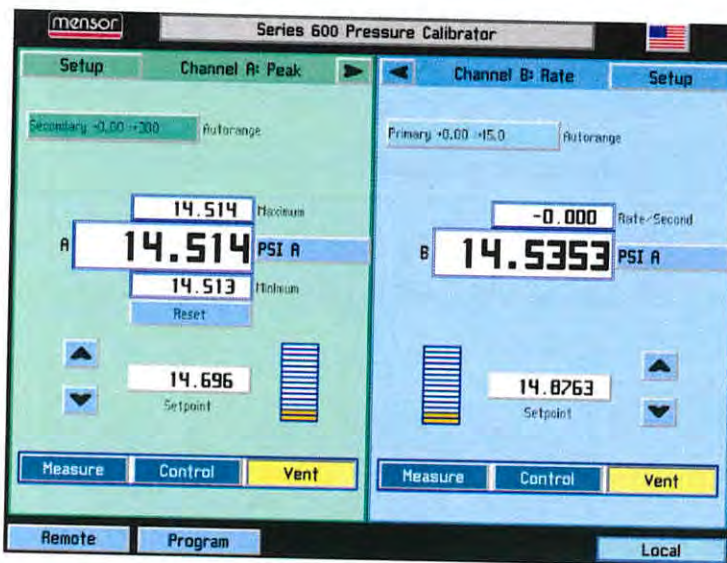 mensor
Series 600 Pressure Calibrator
Setup
Channel A: Peak
Secondary +0.00 +300
Autorange
14.514 Maximum
A 14.514 PSI A
14.513 Minimum
Reset
14.696
Setpoint
Measure
Control
Vent
Channel B: Rate
Setup
Primary +0.00 +15.0
Autorange
-0.000 Rate/Second
B 14.5353 PSI A
14.8763
Setpoint
Measure
Control
Vent
Remote
Program
Local